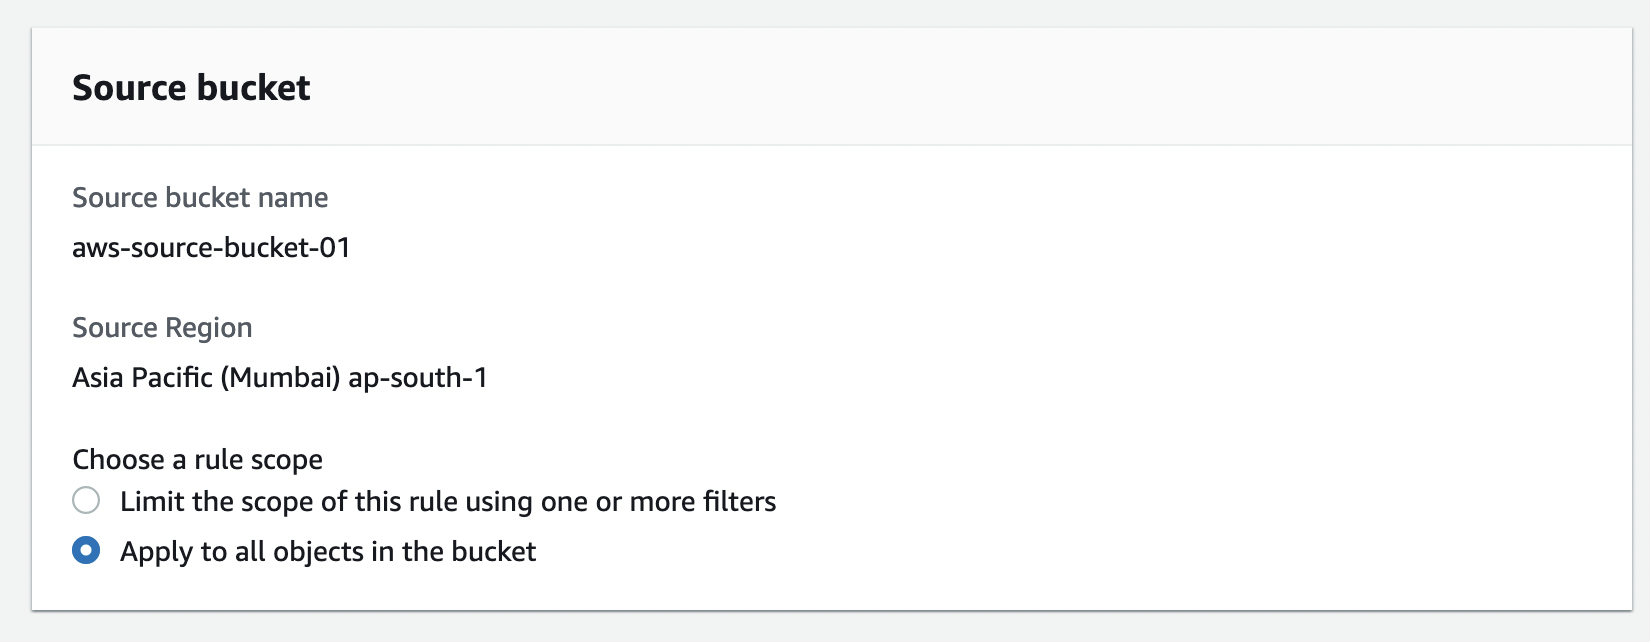 Source bucket
Source bucket name
aws-source-bucket-01
Source Region
Asia Pacific (Mumbai) ap-south-1
Choose a rule scope
Limit the scope of this rule using one or more filters
Apply to all objects in the bucket